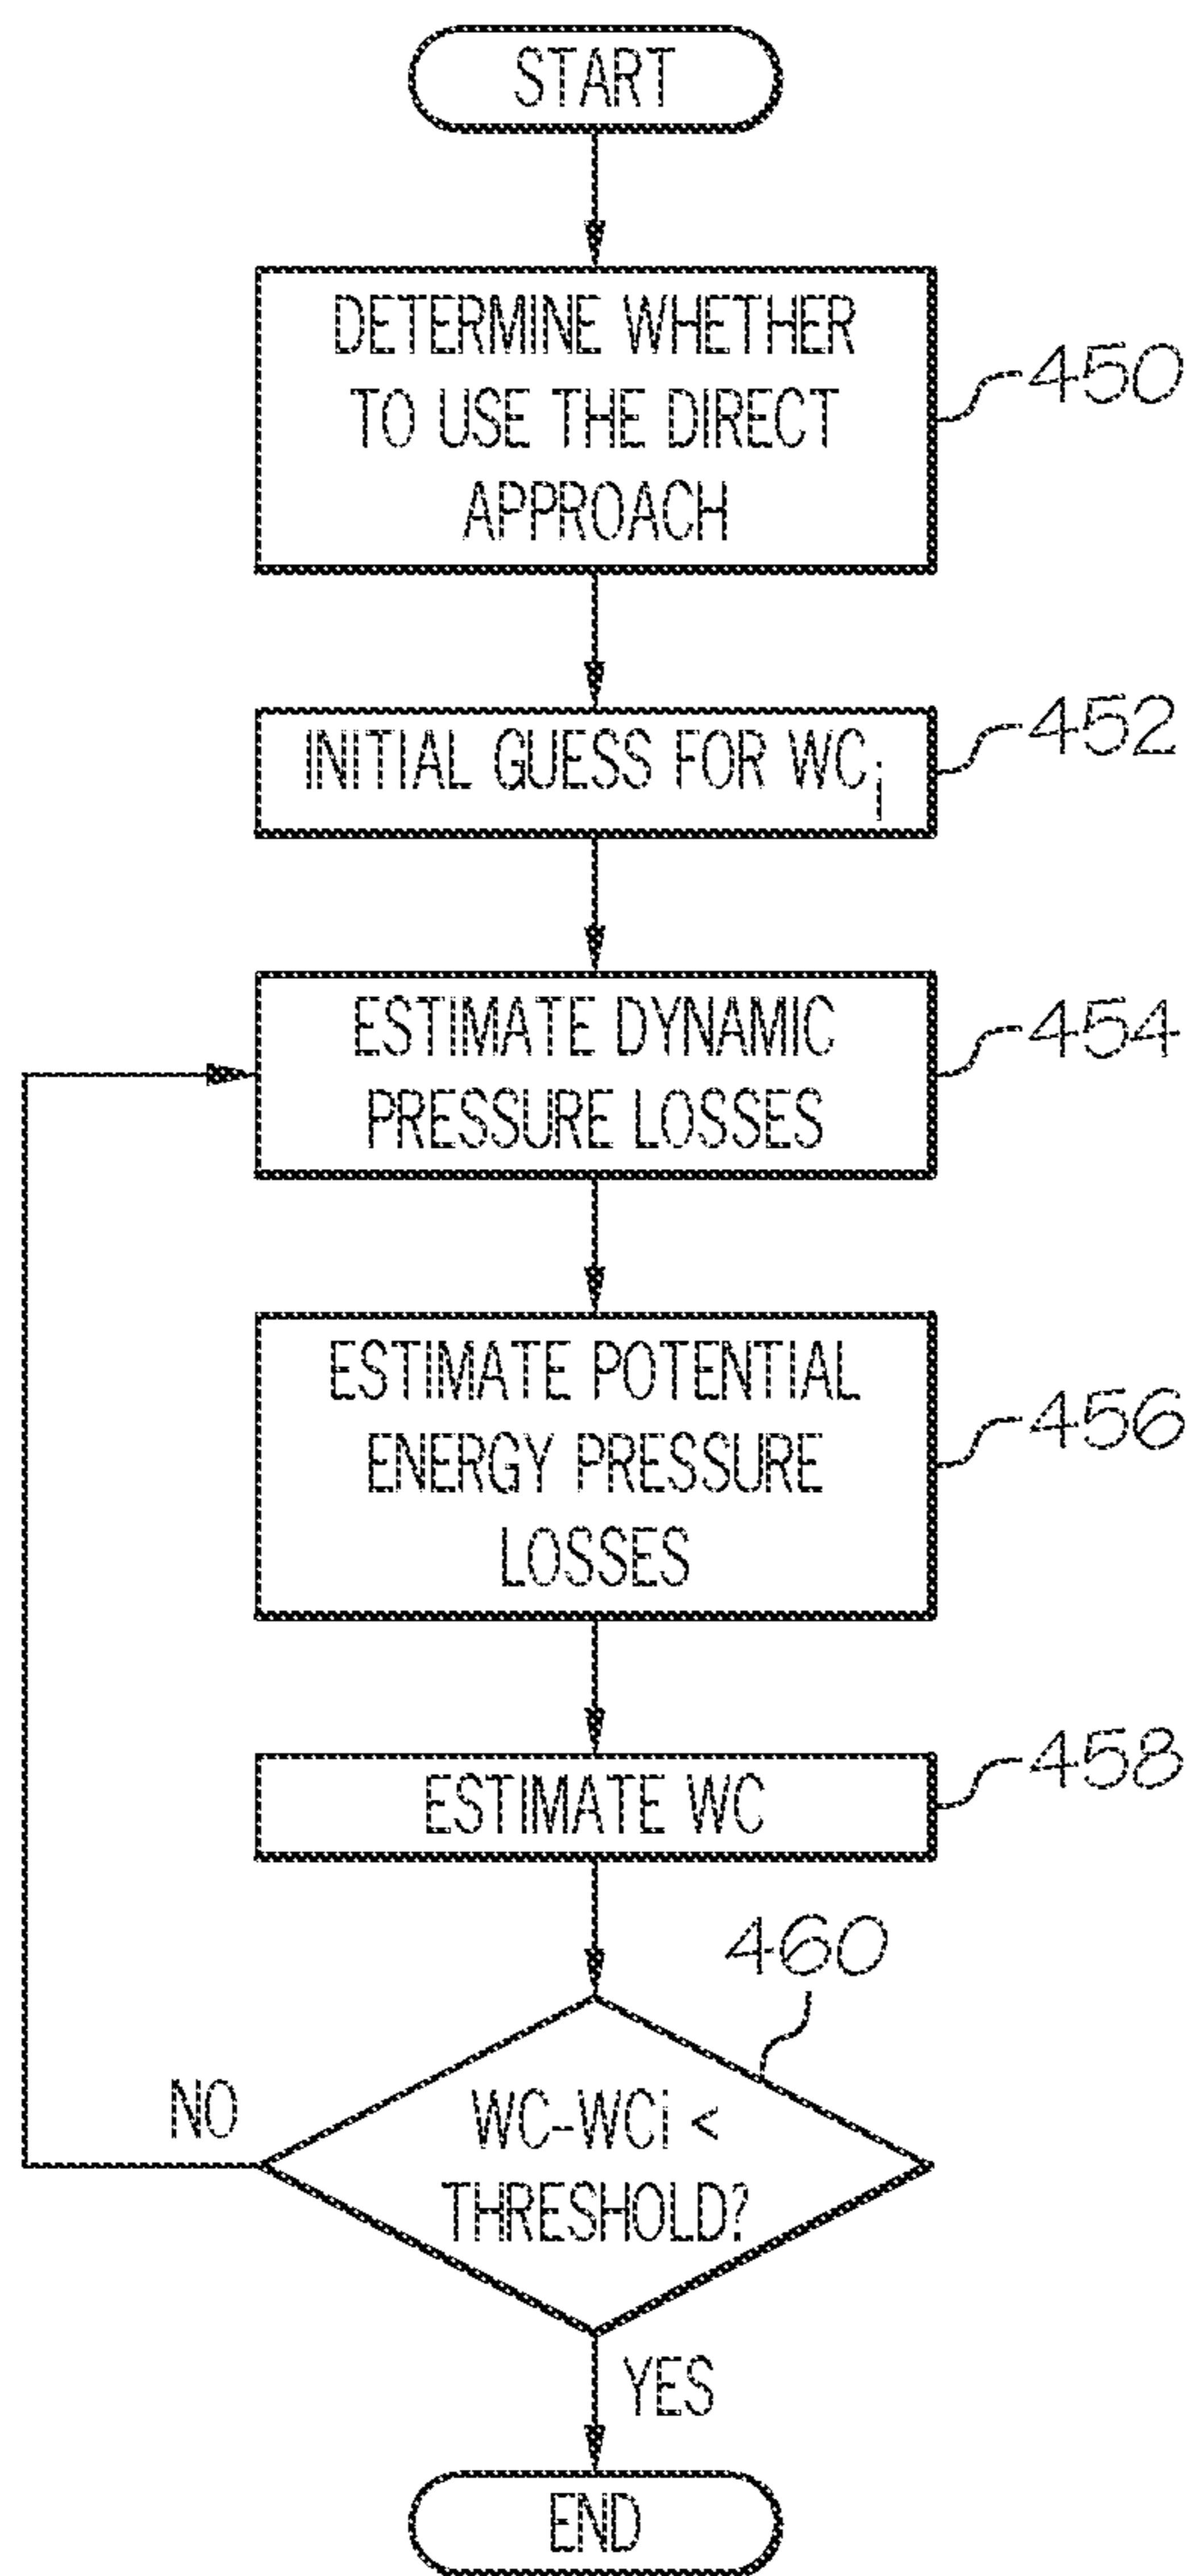 START
DETERMINE WHETHER
TO USE THE DIRECT
APPROACH
450
INITIAL GUESS FOR WCi
452
ESTIMATE DYNAMIC
PRESSURE LOSSES
454
ESTIMATE POTENTIAL
ENERGY PRESSURE
LOSSES
456
ESTIMATE WC
458
460
WC-WCi <
THRESHOLD?
NO
YES
END